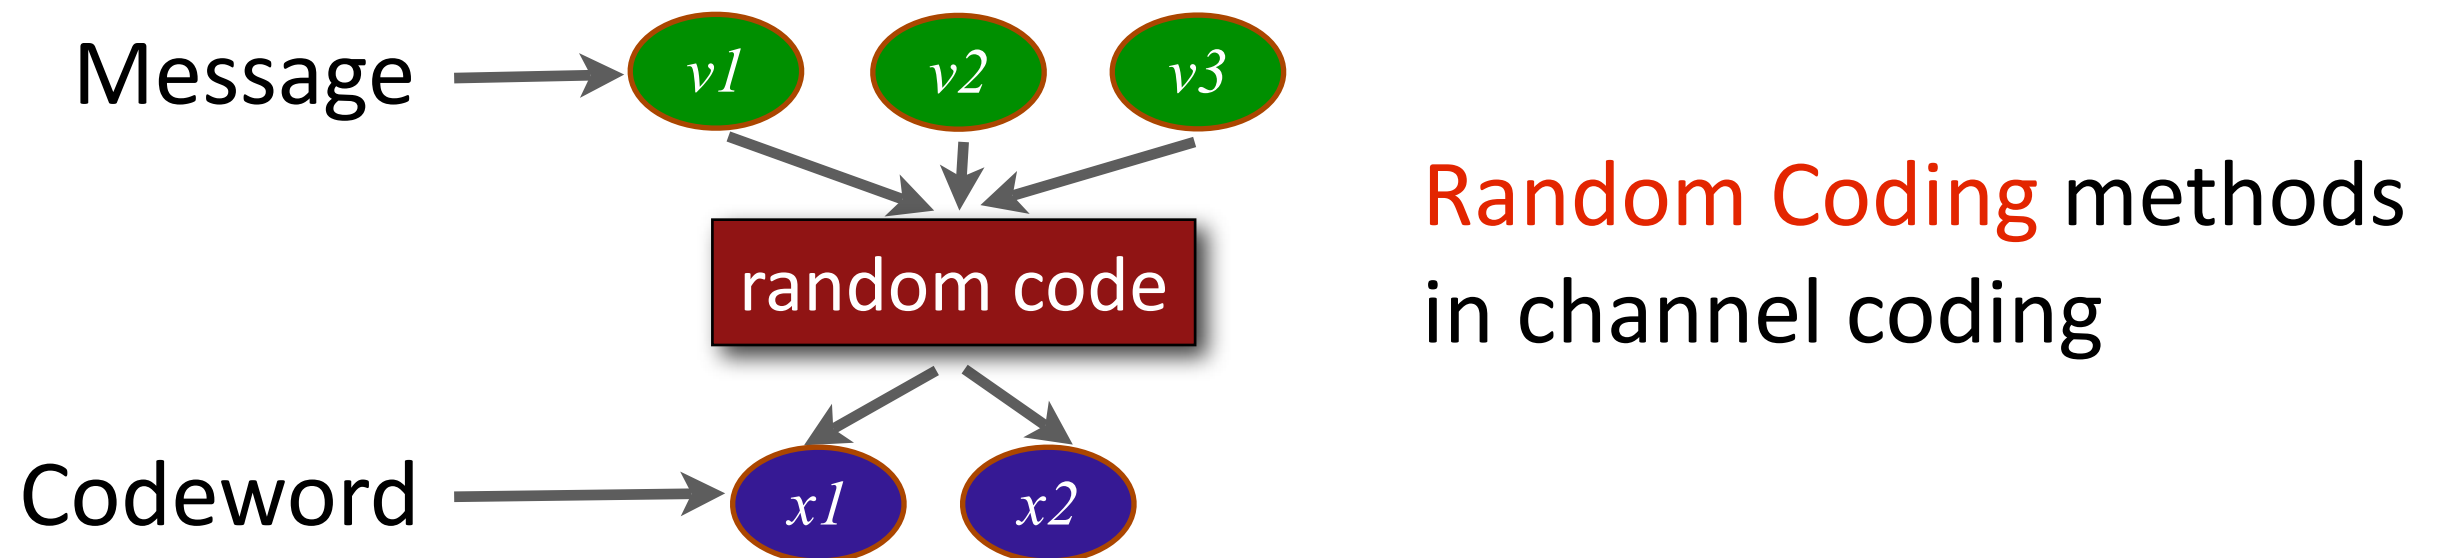 Message
v1 v2 v3
Random Coding methods
in channel coding
random code
Codeword
x1 x2